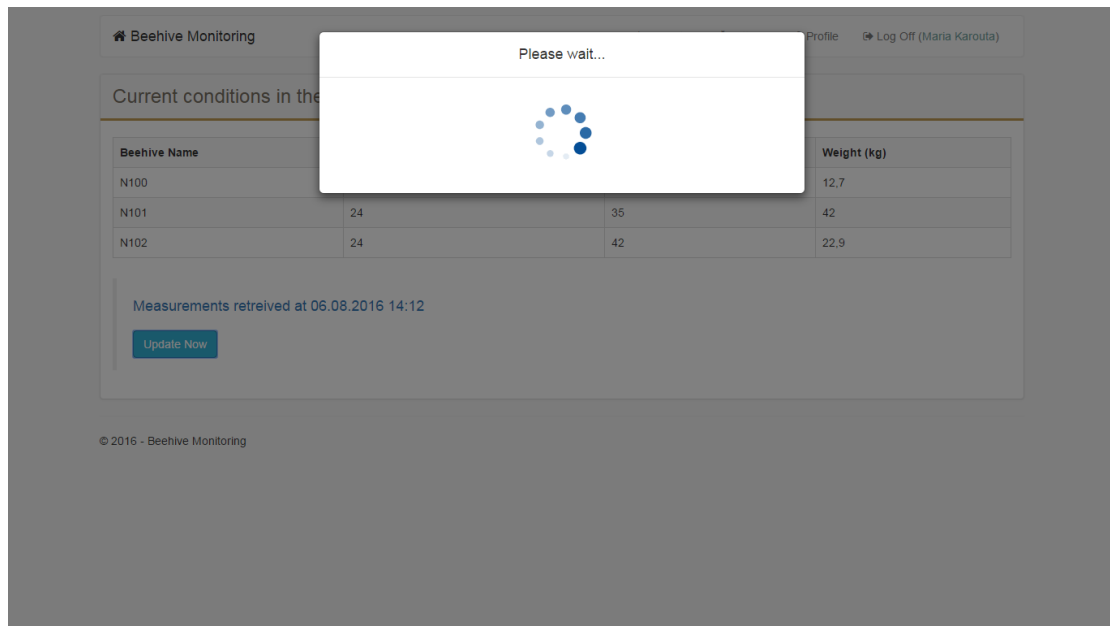 Beehive Monitoring
Profile
Log Off (Maria Karouta)
Please wait...
Current conditions in the
Beehive Name
Weight (kg)
N100
12,7
N101 24 35 42
N102 24 42 22,9
Measurements retreived at 06.08.2016 14:12
Update Now
© 2016 - Beehive Monitoring